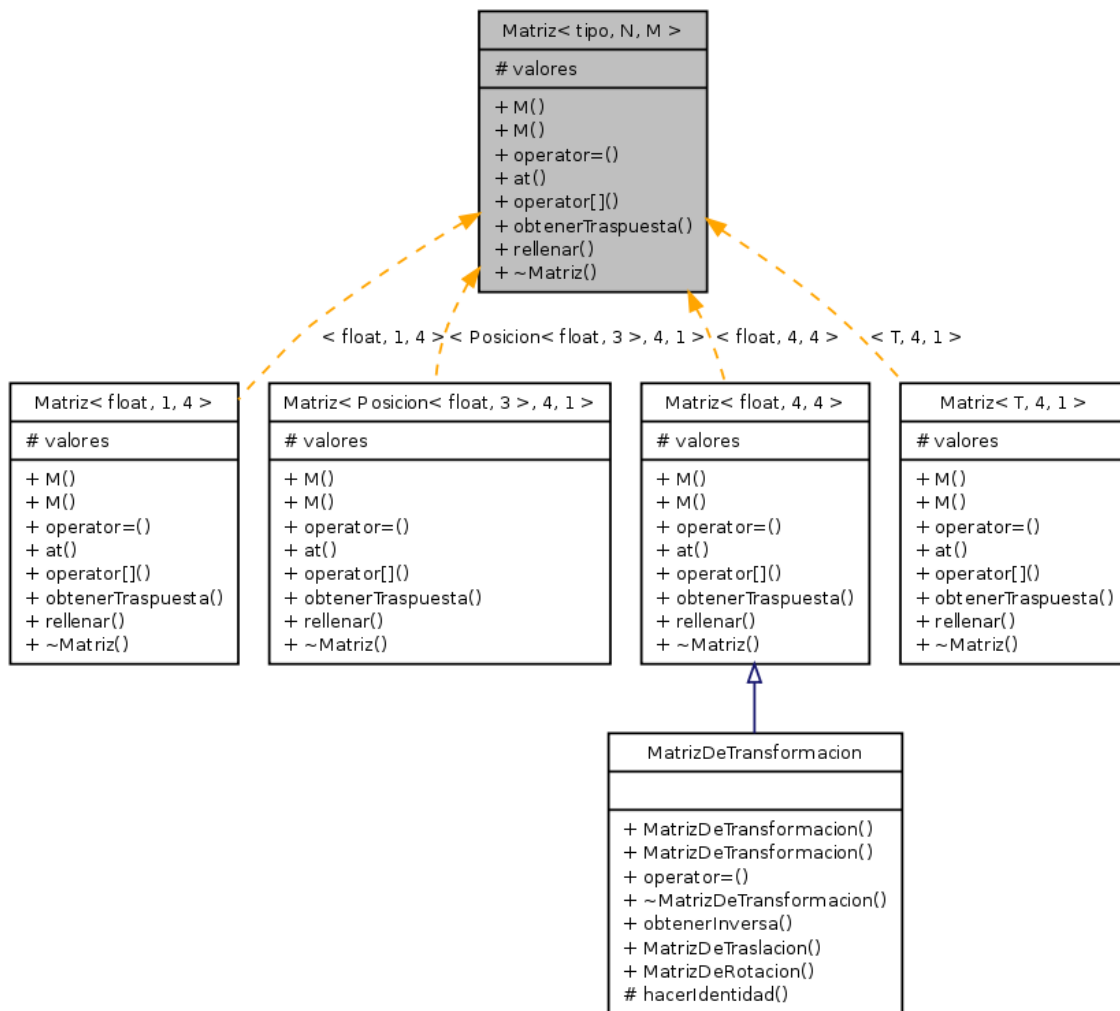 Matriz< tipo, N, M >
# valores
+ M()
+ M()
+ operator=()
+ at()
+ operator[]()
+ obtenerTraspuesta()
+ rellenar()
+ ~Matriz()
< float, 1, 4 >
< Posicion< float, 3 >, 4, 1 >
< float, 4, 4 >
< T, 4, 1 >
Matriz< float, 1, 4 >
# valores
+ M()
+ M()
+ operator=()
+ at()
+ operator[]()
+ obtenerTraspuesta()
+ rellenar()
+ ~Matriz()
Matriz< Posicion< float, 3 >, 4, 1 >
# valores
+ M()
+ M()
+ operator=()
+ at()
+ operator[]()
+ obtenerTraspuesta()
+ rellenar()
+ ~Matriz()
Matriz< float, 4, 4 >
# valores
+ M()
+ M()
+ operator=()
+ at()
+ operator[]()
+ obtenerTraspuesta()
+ rellenar()
+ ~Matriz()
Matriz< T, 4, 1 >
# valores
+ M()
+ M()
+ operator=()
+ at()
+ operator[]()
+ obtenerTraspuesta()
+ rellenar()
+ ~Matriz()
MatrizDeTransformacion
+ MatrizDeTransformacion()
+ MatrizDeTransformacion()
+ operator=()
+ ~MatrizDeTransformacion()
+ obtenerInversa()
+ MatrizDeTraslacion()
+ MatrizDeRotacion()
# hacerIdentidad()